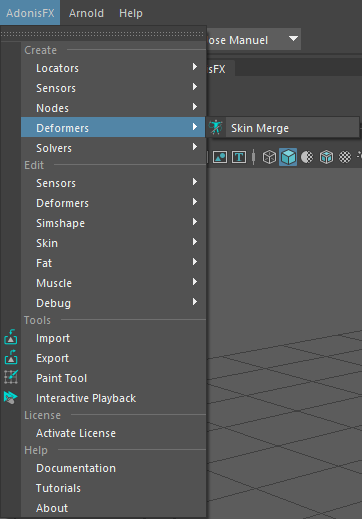 AdonisFX Arnold Help
ose Manuel
sFX
Create
Locators
Sensors
Nodes
Deformers
Skin Merge
Solvers
Edit
Sensors
Deformers
Simshape
Skin
Fat
Muscle
Debug
Tools
Import
Export
Paint Tool
Interactive Playback
License
Activate License
Help
Documentation
Tutorials
About